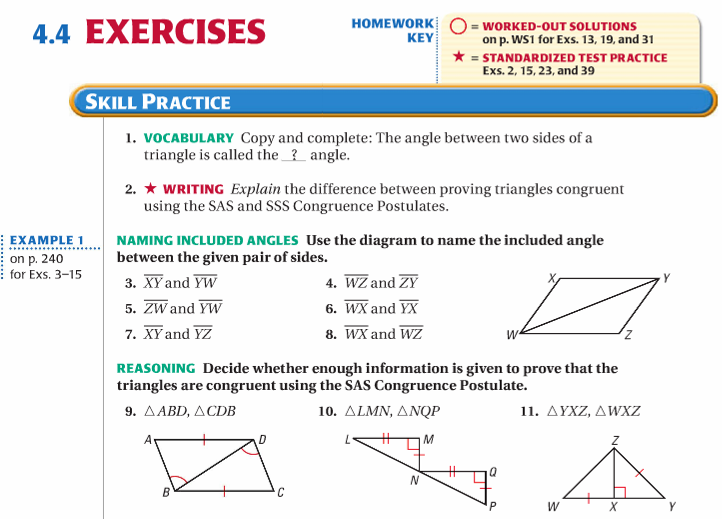 4.4 EXERCISES
HOMEWORK
KEY
= WORKED-OUT SOLUTIONS
on p. WS1 for Exs. 13, 19, and 31
★ = STANDARDIZED TEST PRACTICE
Exs. 2, 15, 23, and 39
SKILL PRACTICE
1. VOCABULARY Copy and complete: The angle between two sides of a
triangle is called the ? angle.
2. ★ WRITING Explain the difference between proving triangles congruent
using the SAS and SSS Congruence Postulates.
EXAMPLE 1
on p. 240
for Exs. 3–15
NAMING INCLUDED ANGLES Use the diagram to name the included angle
between the given pair of sides.
3. XY and YW
4. WZ and ZY
5. ZW and YW
6. WX and YX
7. XY and YZ
8. WX and WZ
X
Y
W
Z
REASONING Decide whether enough information is given to prove that the
triangles are congruent using the SAS Congruence Postulate.
9. △ABD, △CDB
10. △LMN, △NQP
11. △YXZ, △WXZ
A
D
B
C
L
M
N
Q
P
Z
W
X
Y